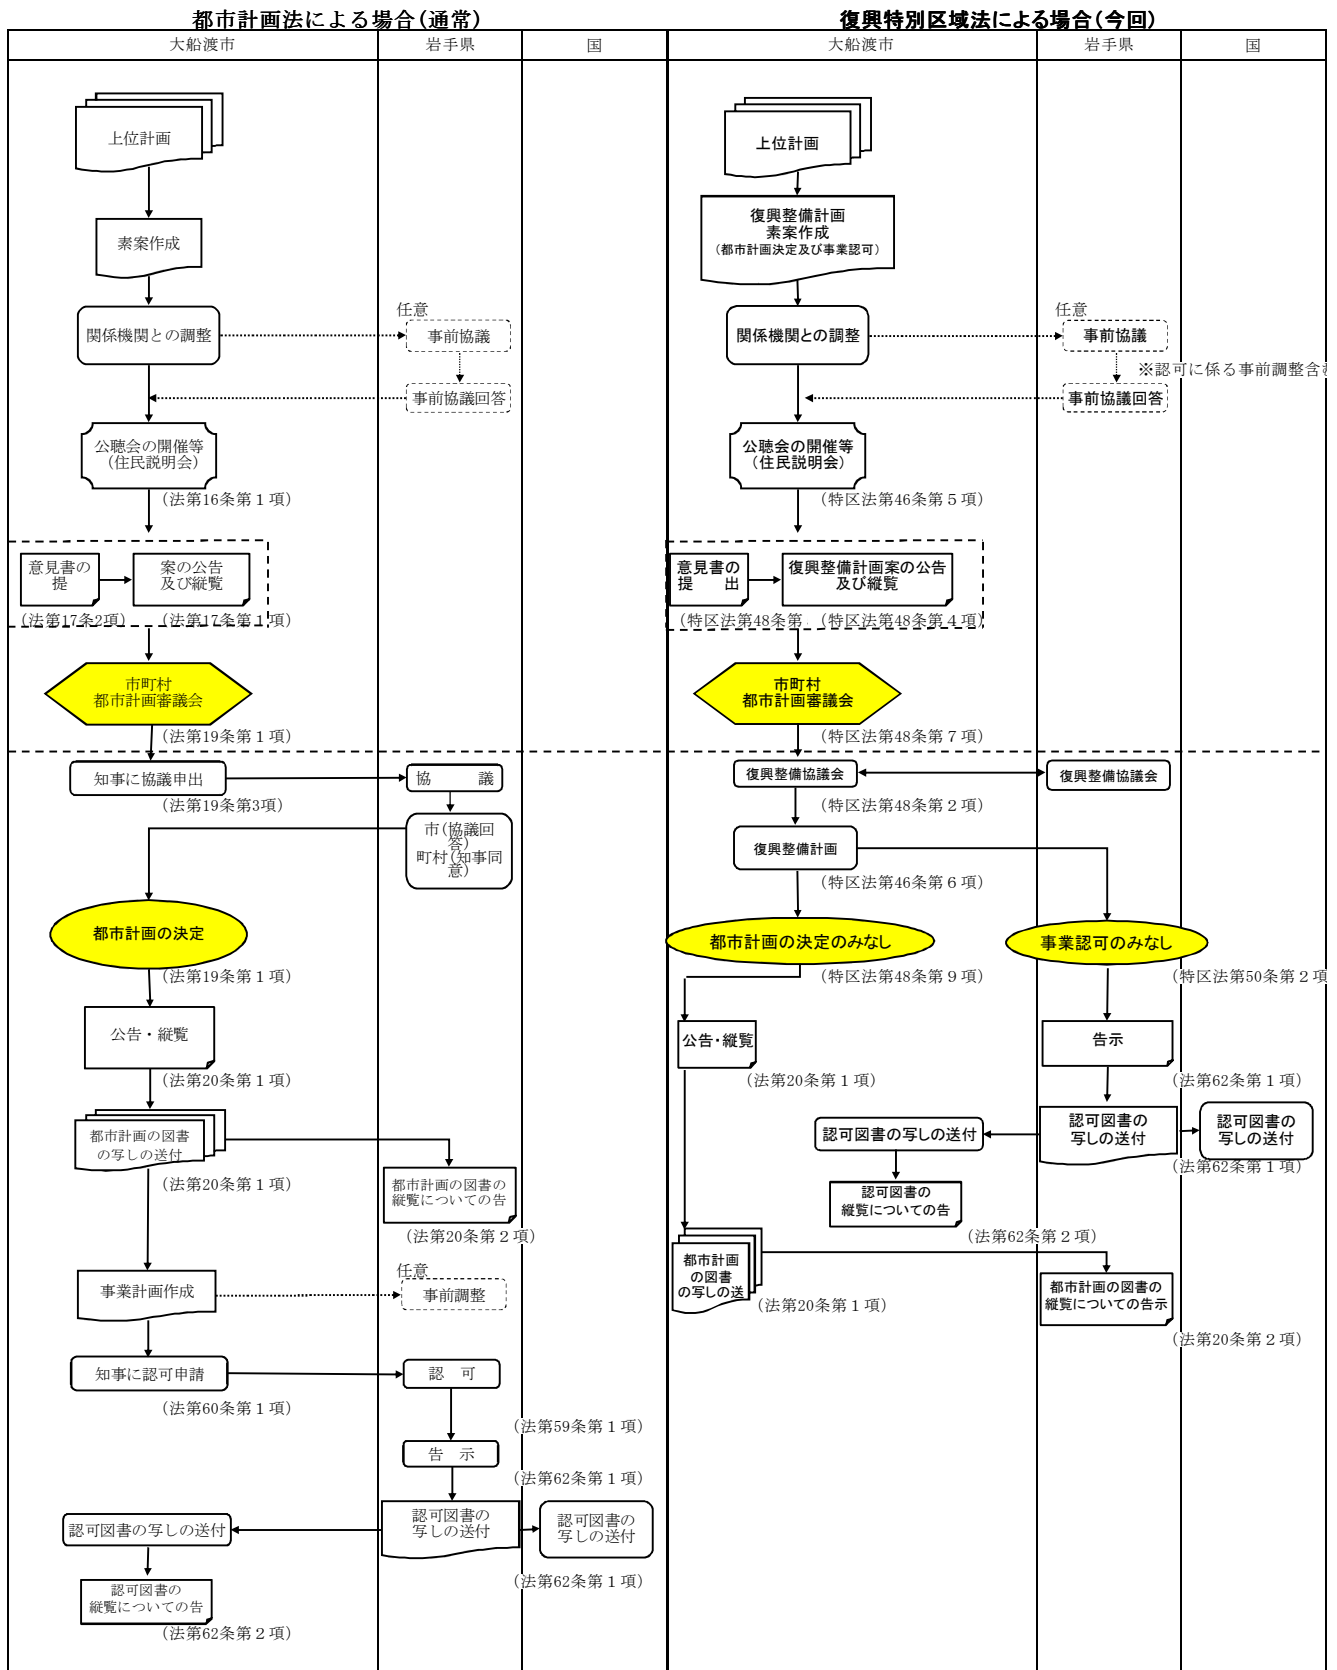 都市計画法による場合(通常)
大船渡市
岩手県
国
上位計画
素案作成
関係機関との調整
任意
事前協議
事前協議回答
公聴会の開催等
(住民説明会)
(法第16条第１項)
意見書の
提
案の公告
及び縦覧
(法第17条2項)
(法第17条第１項)
市町村
都市計画審議会
(法第19条第１項)
知事に協議申出
協　　議
(法第19条第3項)
市(協議回
答)
町村(知事同
意)
都市計画の決定
(法第19条第１項)
公告・縦覧
(法第20条第１項)
都市計画の図書
の写しの送付
(法第20条第１項)
都市計画の図書の
縦覧についての告
(法第20条第２項)
事業計画作成
任意
事前調整
知事に認可申請
認　可
(法第60条第１項)
(法第59条第１項)
告　示
(法第62条第１項)
認可図書の写しの送付
認可図書の
写しの送付
認可図書の
写しの送付
(法第62条第１項)
認可図書の
縦覧についての告
(法第62条第２項)
復興特別区域法による場合(今回)
大船渡市
岩手県
国
上位計画
復興整備計画
素案作成
(都市計画決定及び事業認可)
関係機関との調整
任意
事前協議
※認可に係る事前調整含
事前協議回答
公聴会の開催等
(住民説明会)
(特区法第46条第５項)
意見書の
提　出
復興整備計画案の公告
及び縦覧
(特区法第48条第
(特区法第48条第４項)
市町村
都市計画審議会
(特区法第48条第７項)
復興整備協議会
復興整備協議会
(特区法第48条第２項)
復興整備計画
(特区法第46条第６項)
都市計画の決定のみなし
事業認可のみなし
(特区法第48条第９項)
(特区法第50条第２項
公告・縦覧
告示
(法第20条第１項)
(法第62条第１項)
認可図書の写しの送付
認可図書の
写しの送付
認可図書の
写しの送付
(法第62条第１項)
認可図書の
縦覧についての告
(法第62条第２項)
都市計画
の図書
の写しの送
(法第20条第１項)
都市計画の図書の
縦覧についての告示
(法第20条第２項)